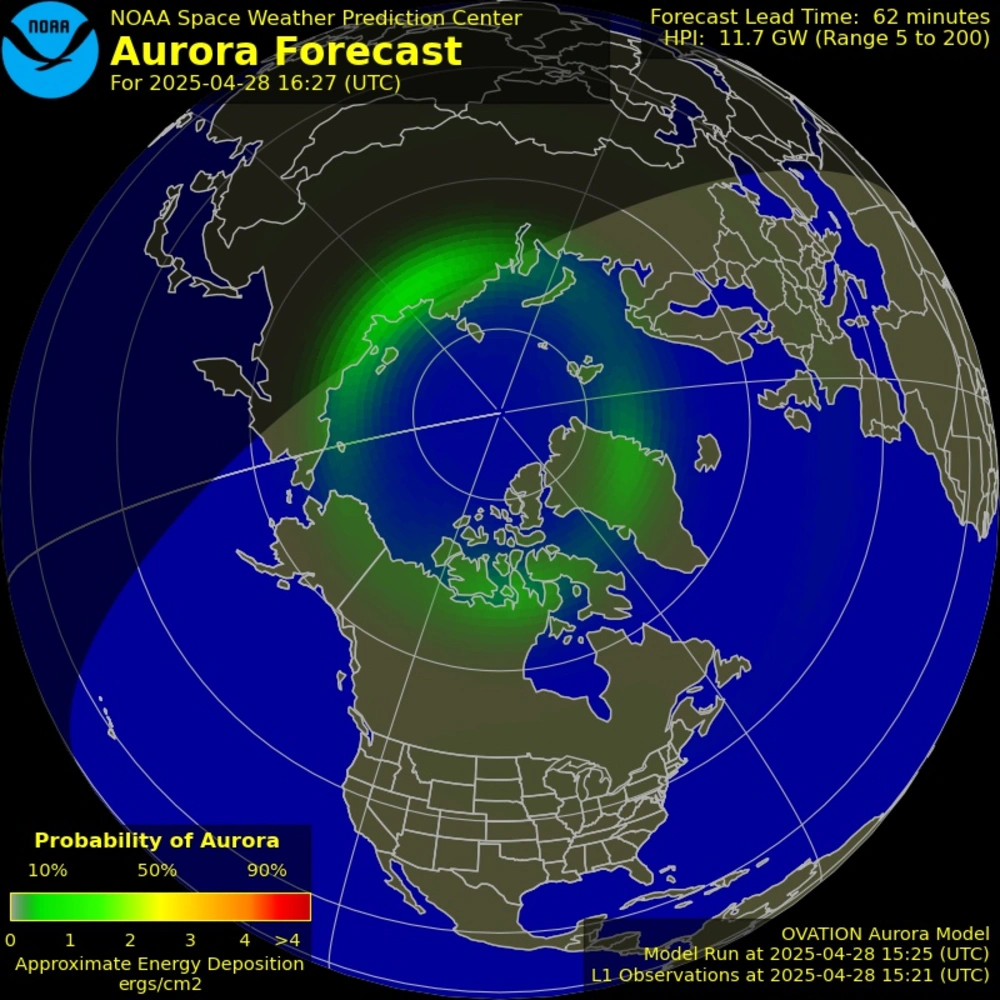 NOAA
NOAA Space Weather Prediction Center
Aurora Forecast
For 2025-04-28 16:27 (UTC)
Forecast Lead Time: 62 minutes
HPI: 11.7 GW (Range 5 to 200)
Probability of Aurora
10% 50% 90%
0 1 2 3 4 >4
Approximate Energy Deposition
ergs/cm2
OVATION Aurora Model
Model Run at 2025-04-28 15:25 (UTC)
L1 Observations at 2025-04-28 15:21 (UTC)